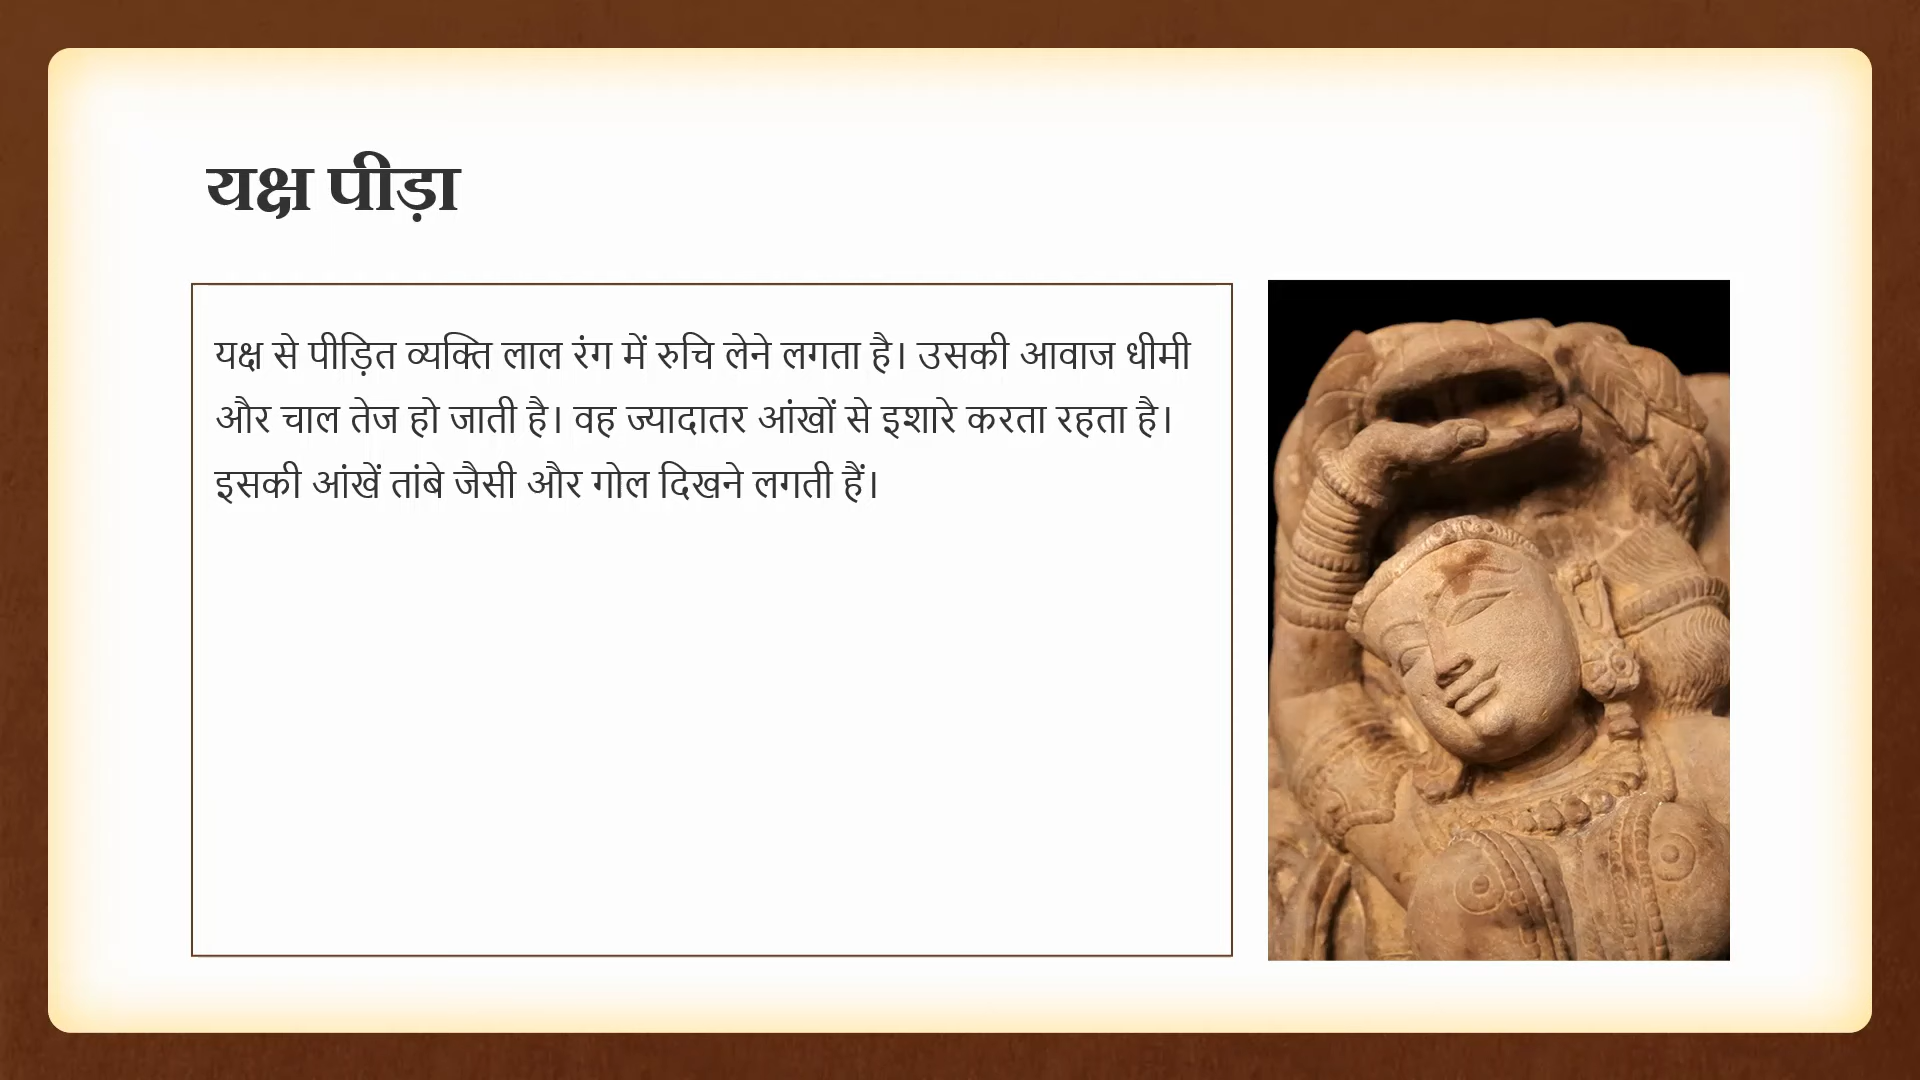 यक्ष पीड़ा
यक्ष से पीड़ित व्यक्ति लाल रंग में रुचि लेने लगता है। उसकी आवाज धीमी
और चाल तेज हो जाती है। वह ज्यादातर आंखों से इशारे करता रहता है।
इसकी आंखें तांबे जैसी और गोल दिखने लगती हैं।